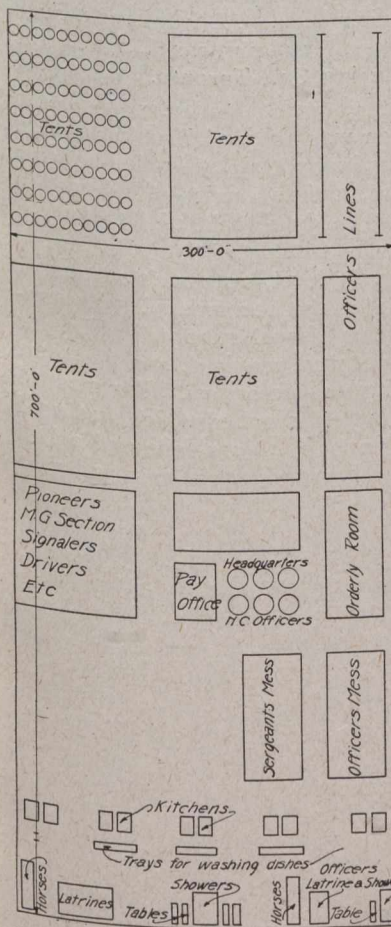 Tents
Tents
300'-0"
Officers Lines
700'-0"
Tents
Tents
Pioneers
M.G Section
Signalers
Drivers
Etc
Pay
Office
Headquarters
N C Officers
Orderly Room
Sergeants Mess
Officers Mess
Kitchens
Trays for washing dishes
Horses
Latrines
Showers
Tables
Horses
Officers
Latrine & Show
Table